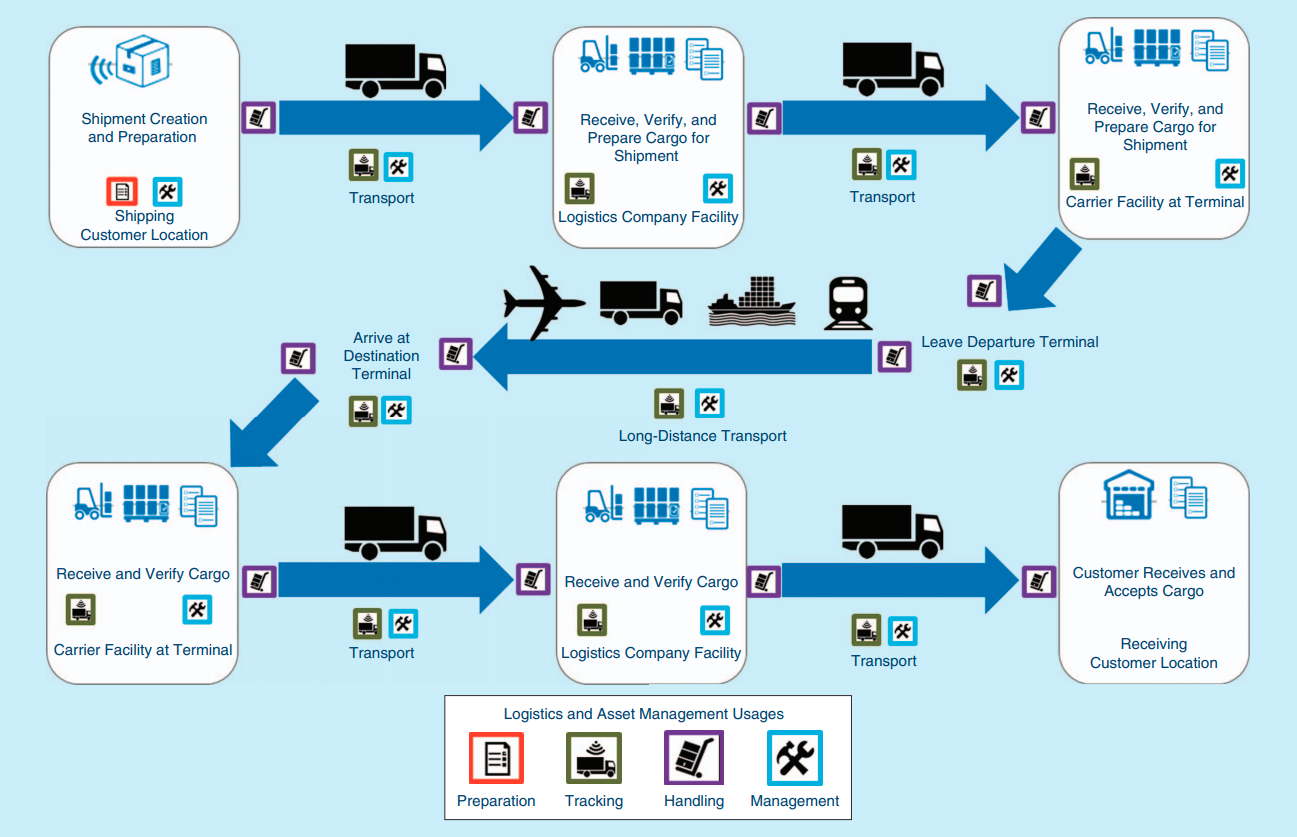 Shipment Creation
and Preparation
Shipping
Customer Location
Transport
Receive, Verify, and
Prepare Cargo for
Shipment
Logistics Company Facility
Transport
Receive, Verify, and
Prepare Cargo for
Shipment
Carrier Facility at Terminal
Leave Departure Terminal
Long-Distance Transport
Arrive at
Destination
Terminal
Receive and Verify Cargo
Carrier Facility at Terminal
Transport
Receive and Verify Cargo
Logistics Company Facility
Transport
Customer Receives and
Accepts Cargo
Receiving
Customer Location
Logistics and Asset Management Usages
Preparation
Tracking
Handling
Management